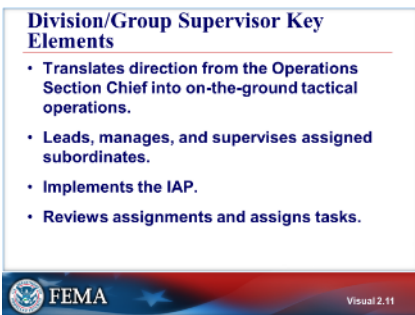 Division/Group Supervisor Key
Elements
• Translates direction from the Operations
Section Chief into on-the-ground tactical
operations.
• Leads, manages, and supervises assigned
subordinates.
• Implements the IAP.
• Reviews assignments and assigns tasks.
FEMA
Visual 2.11